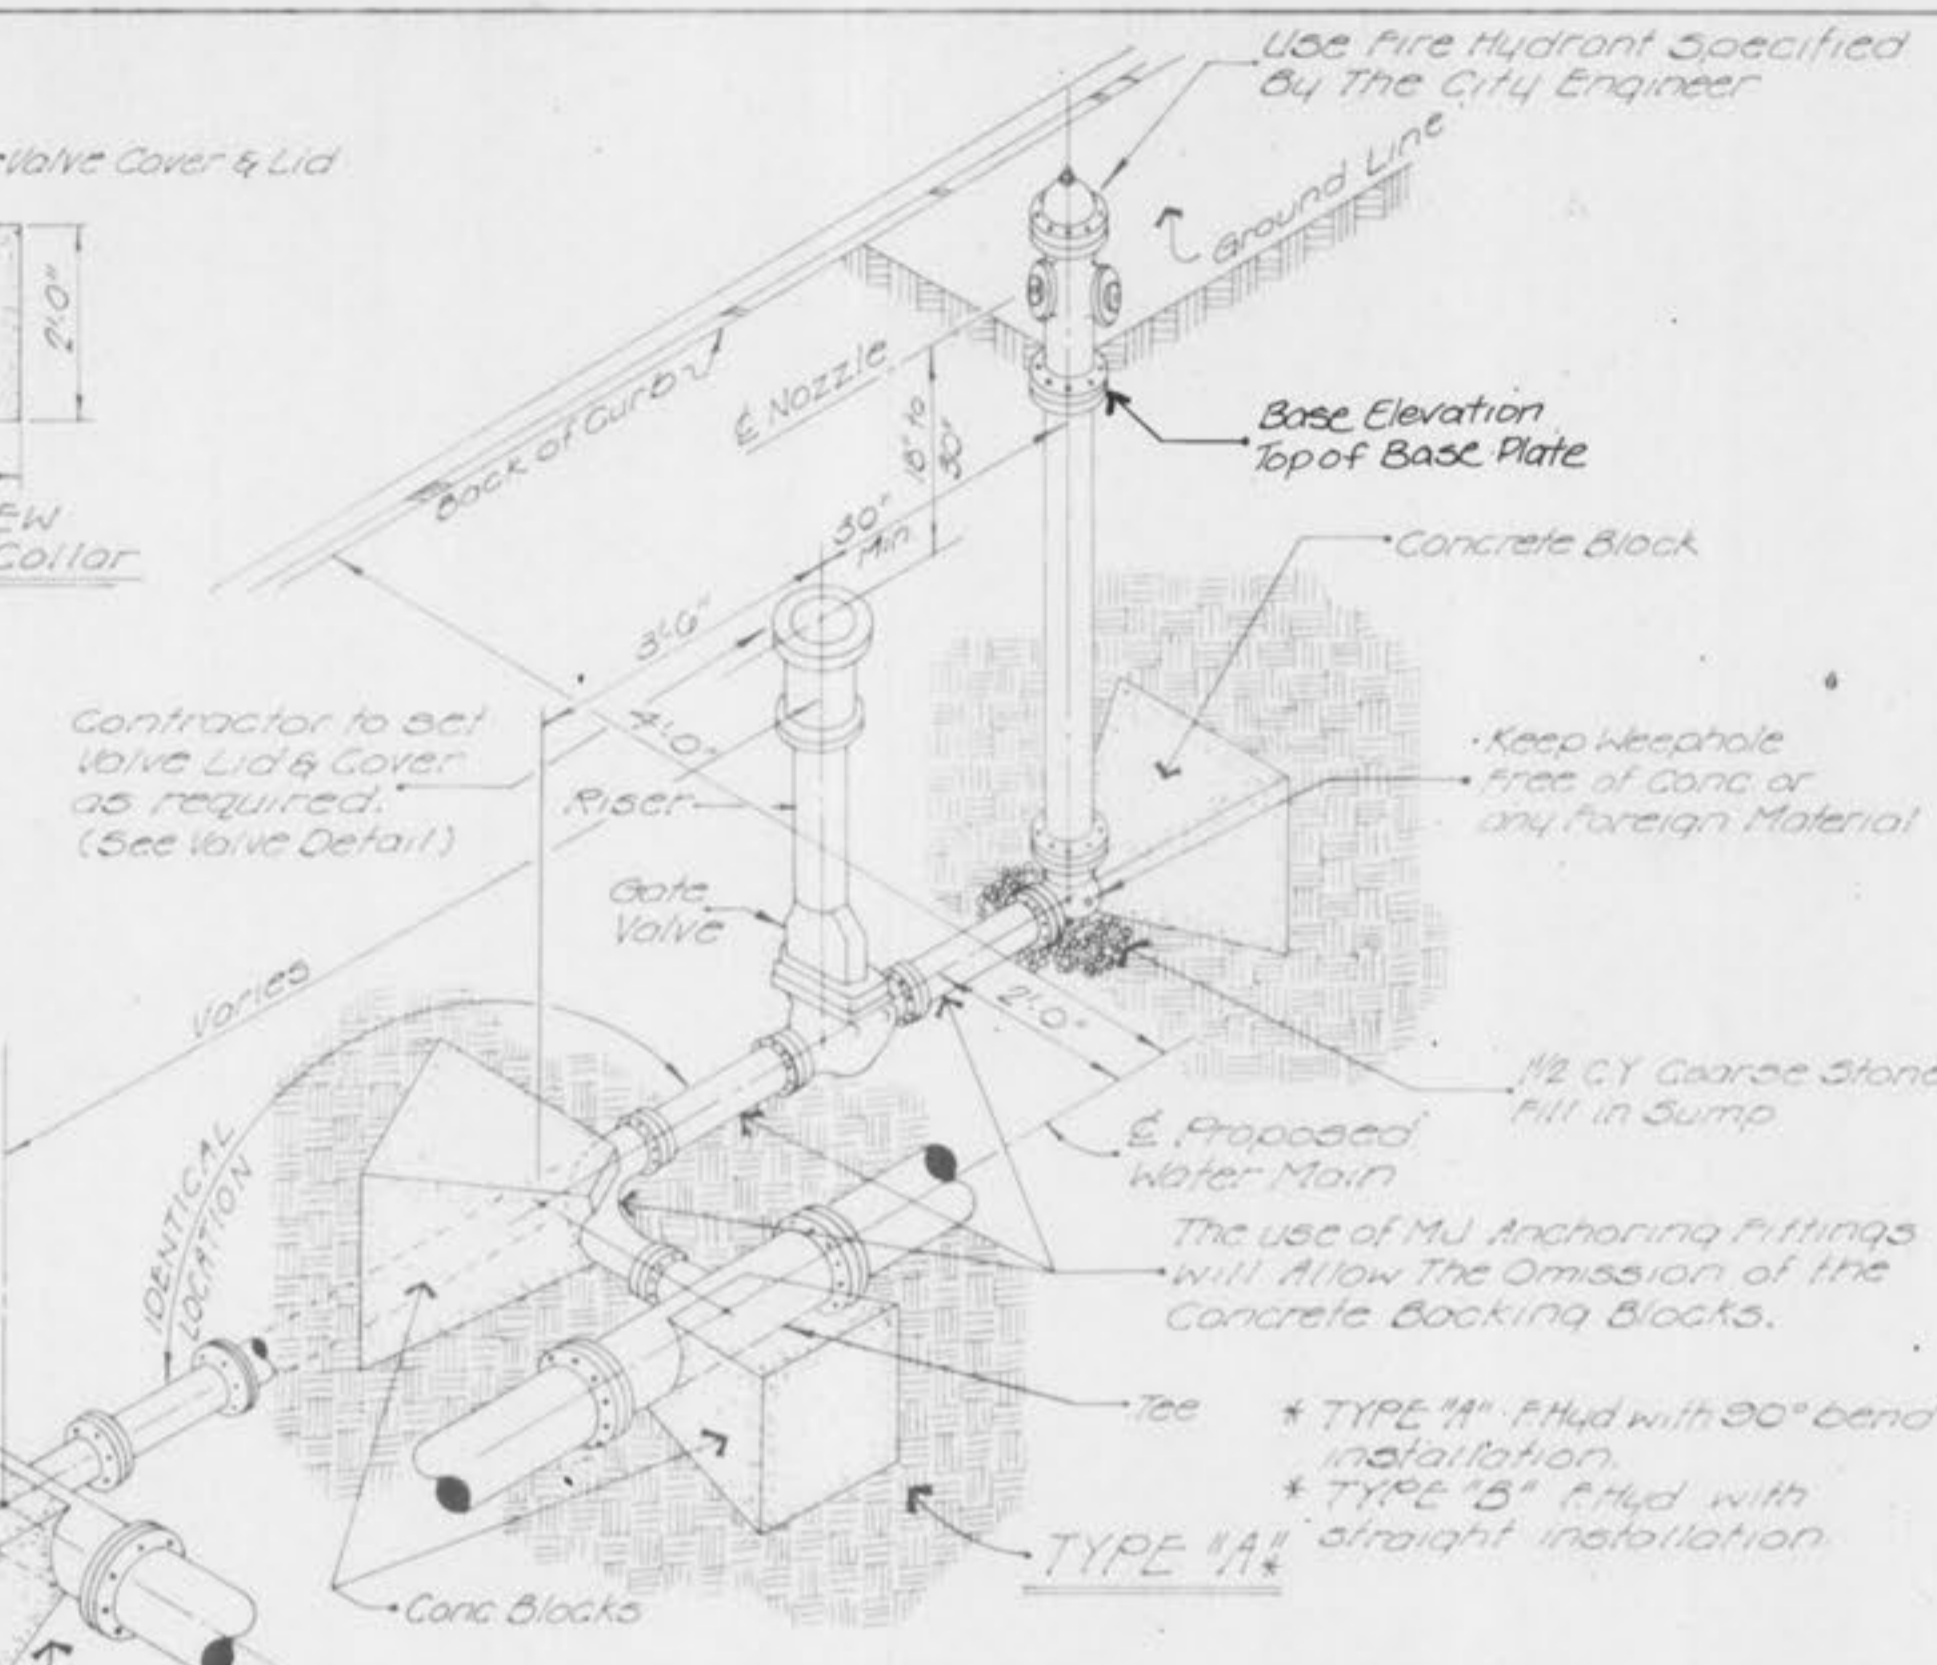 Use Fire Hydrant Specified
By The City Engineer
Valve Cover & Lid
Ground Line
2'-0"
Back of Curb
℄ Nozzle
18" to
30"
Base Elevation
Top of Base Plate
30"
Min.
Collar
Concrete Block
3'-6"
4'-0"
Contractor to set
Valve Lid & Cover
as required.
(See Valve Detail)
Riser
Keep Weephole
Free of Conc or
any Foreign Material
Gate
Valve
Varies
2'-0"
1/2 CY Coarse Stone
Fill in Sump
℄ Proposed
Water Main
IDENTICAL
LOCATION
The use of MJ Anchoring Fittings
Will Allow The Omission of the
Concrete Backing Blocks.
Tee
* TYPE "A" F.Hyd with 90° bend
installation.
* TYPE "B" F.Hyd with
straight installation.
TYPE "A"*
Conc Blocks